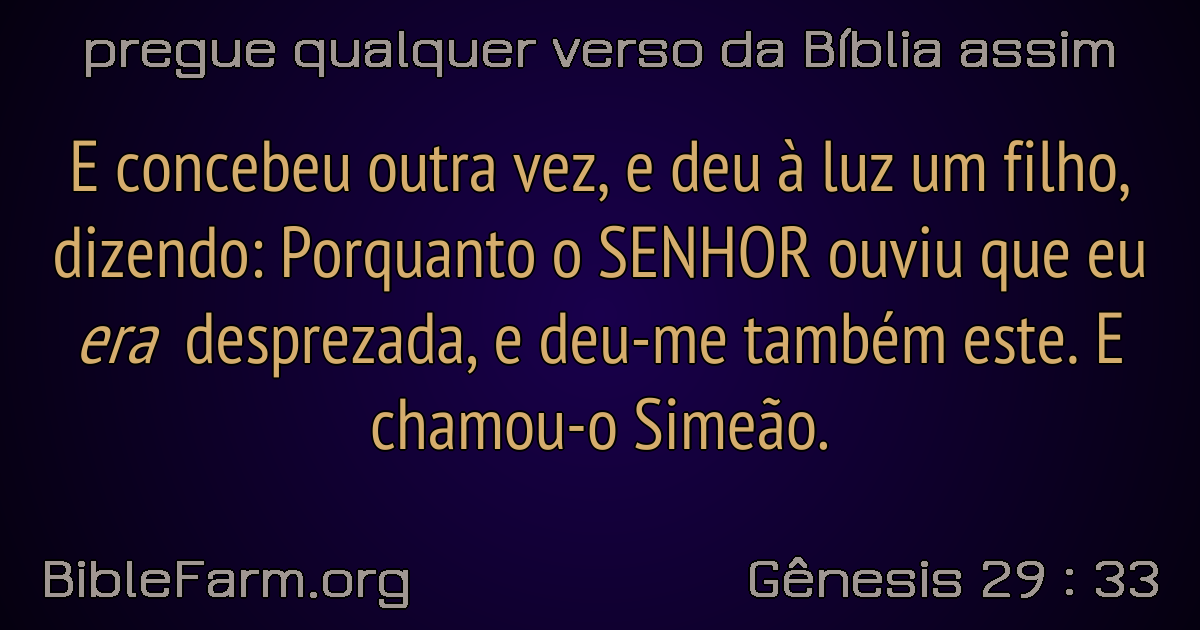 pregue qualquer verso da Bíblia assim
E concebeu outra vez, e deu à luz um filho,
dizendo: Porquanto o SENHOR ouviu que eu
era desprezada, e deu-me também este. E
chamou-o Simeão.
BibleFarm.org
Gênesis 29 : 33